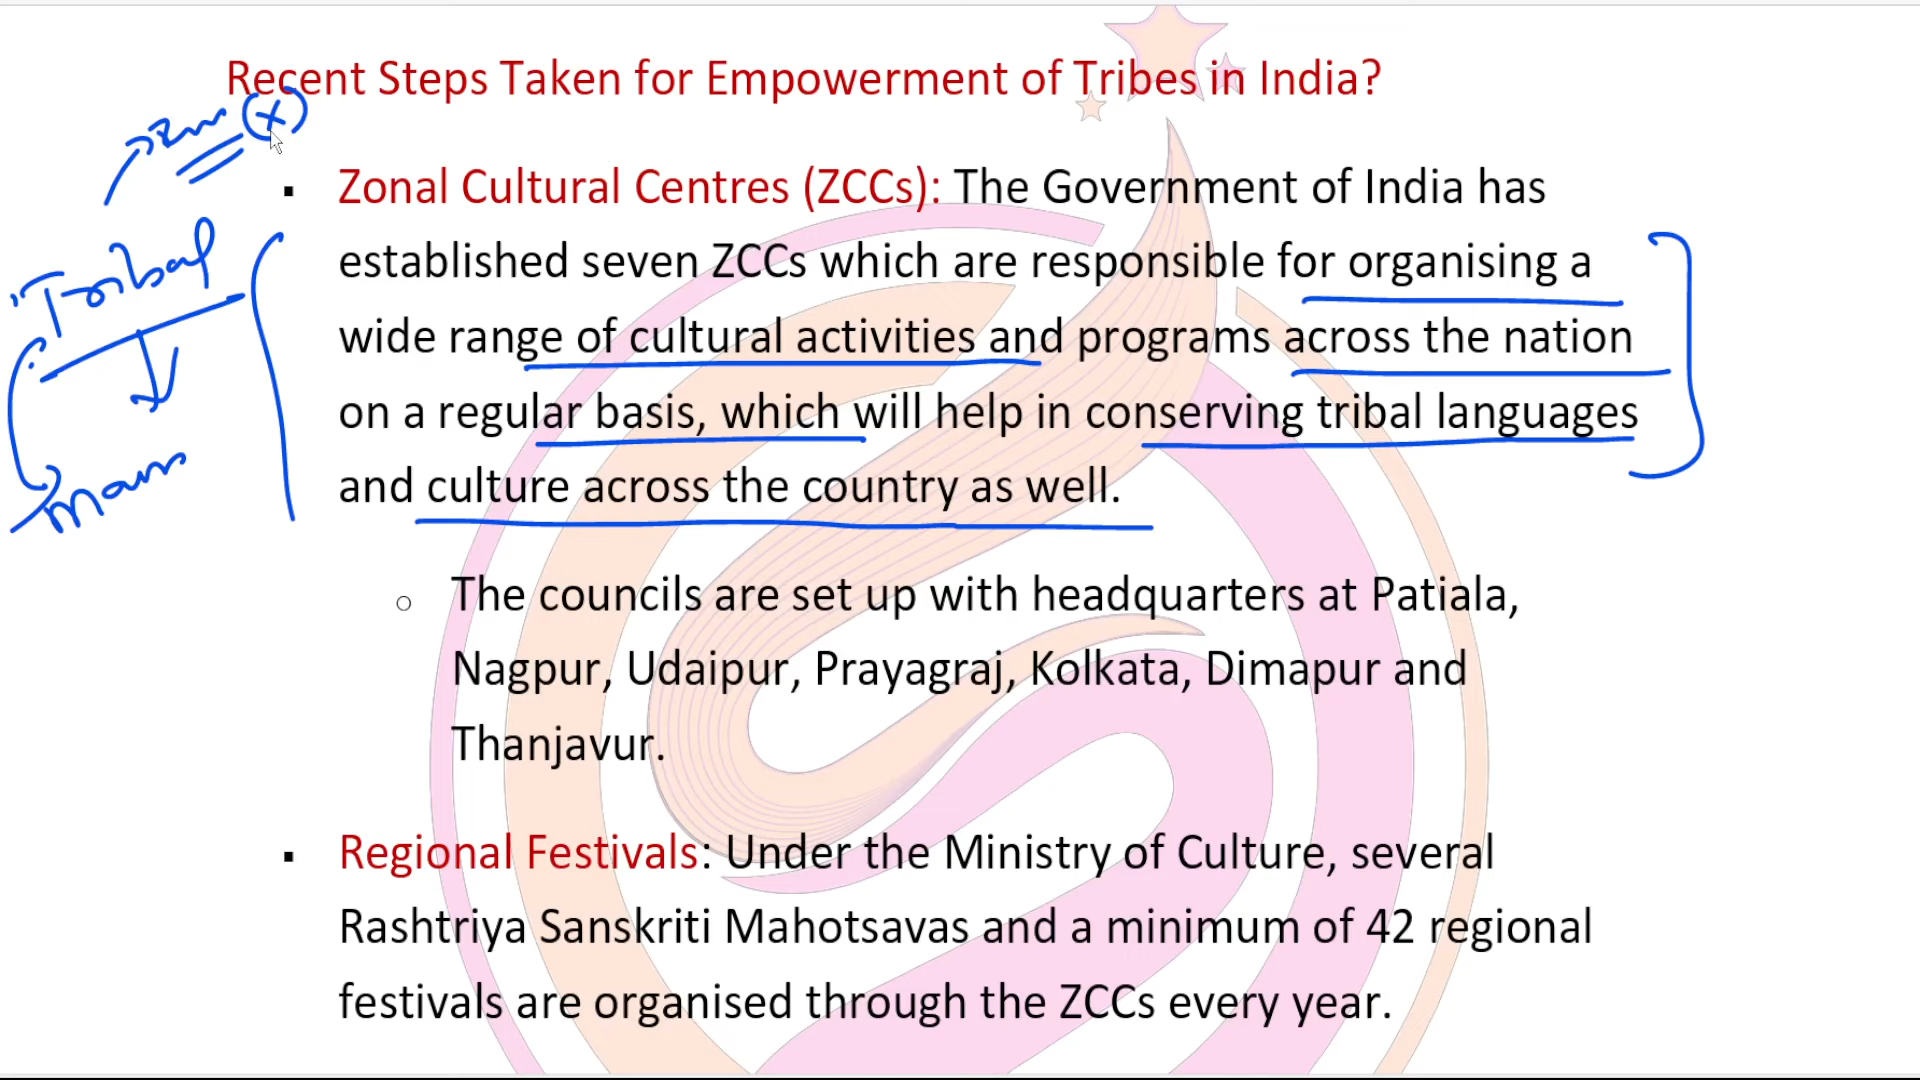 Recent Steps Taken for Empowerment of Tribes in India?
(x)
▪ Zonal Cultural Centres (ZCCs): The Government of India has
established seven ZCCs which are responsible for organising a
Tribal
wide range of cultural activities and programs across the nation
on a regular basis, which will help in conserving tribal languages
and culture across the country as well.
○ The councils are set up with headquarters at Patiala,
Nagpur, Udaipur, Prayagraj, Kolkata, Dimapur and
Thanjavur.
▪ Regional Festivals: Under the Ministry of Culture, several
Rashtriya Sanskriti Mahotsavas and a minimum of 42 regional
festivals are organised through the ZCCs every year.